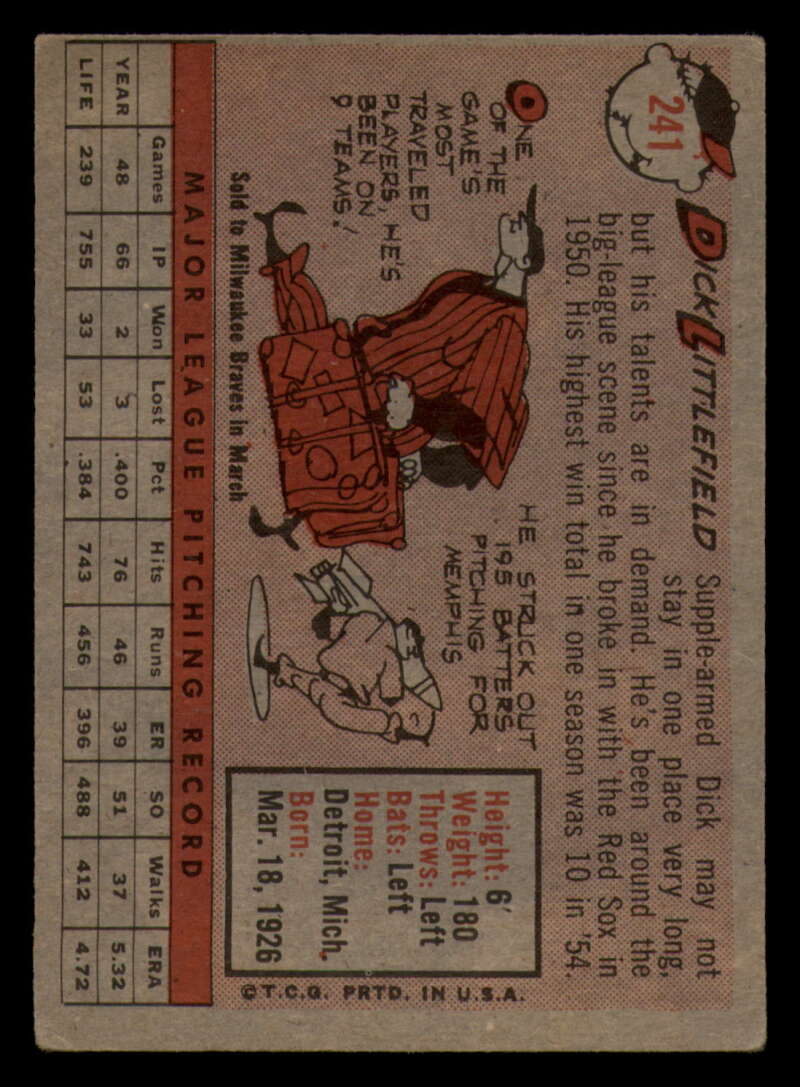 241
DICK LITTLEFIELD
Supple-armed Dick may not
stay in one place very long,
but his talents are in demand. He's been around the
big-league scene since he broke in with the Red Sox in
1950. His highest win total in one season was 10 in '54.
ONE
OF THE
GAME'S
MOST
TRAVELED
PLAYERS, HE'S
BEEN ON
9 TEAMS!
HE STRUCK OUT
195 BATTERS
PITCHING FOR
MEMPHIS
Height: 6'
Weight: 180
Throws: Left
Bats: Left
Home:
Detroit, Mich.
Born:
Mar. 18, 1926
Sold to Milwaukee Braves in March
©T.C.G. PRTD. IN U.S.A.
MAJOR LEAGUE PITCHING RECORD
Games IP Won Lost Pct Hits Runs ER SO Walks ERA
YEAR 48 66 2 3 .400 76 46 39 51 37 5.32
LIFE 239 755 33 53 .384 743 456 396 488 412 4.72